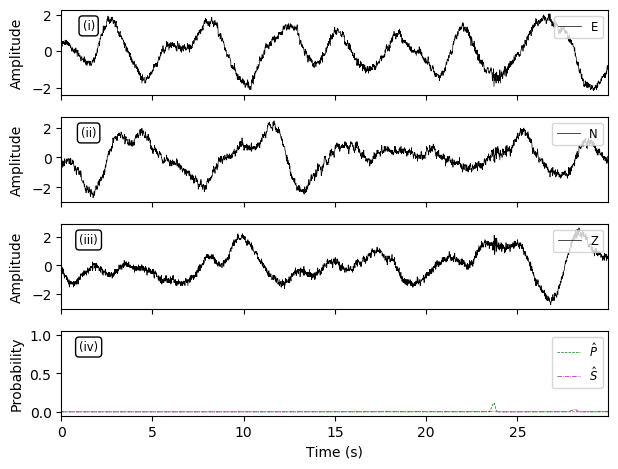 (i)
E
Amplitude
2
0
−2
(ii)
N
Amplitude
2
0
−2
(iii)
Z
Amplitude
2
0
−2
(iv)
P̂
Ŝ
Probability
1.0
0.5
0.0
0 5 10 15 20 25
Time (s)